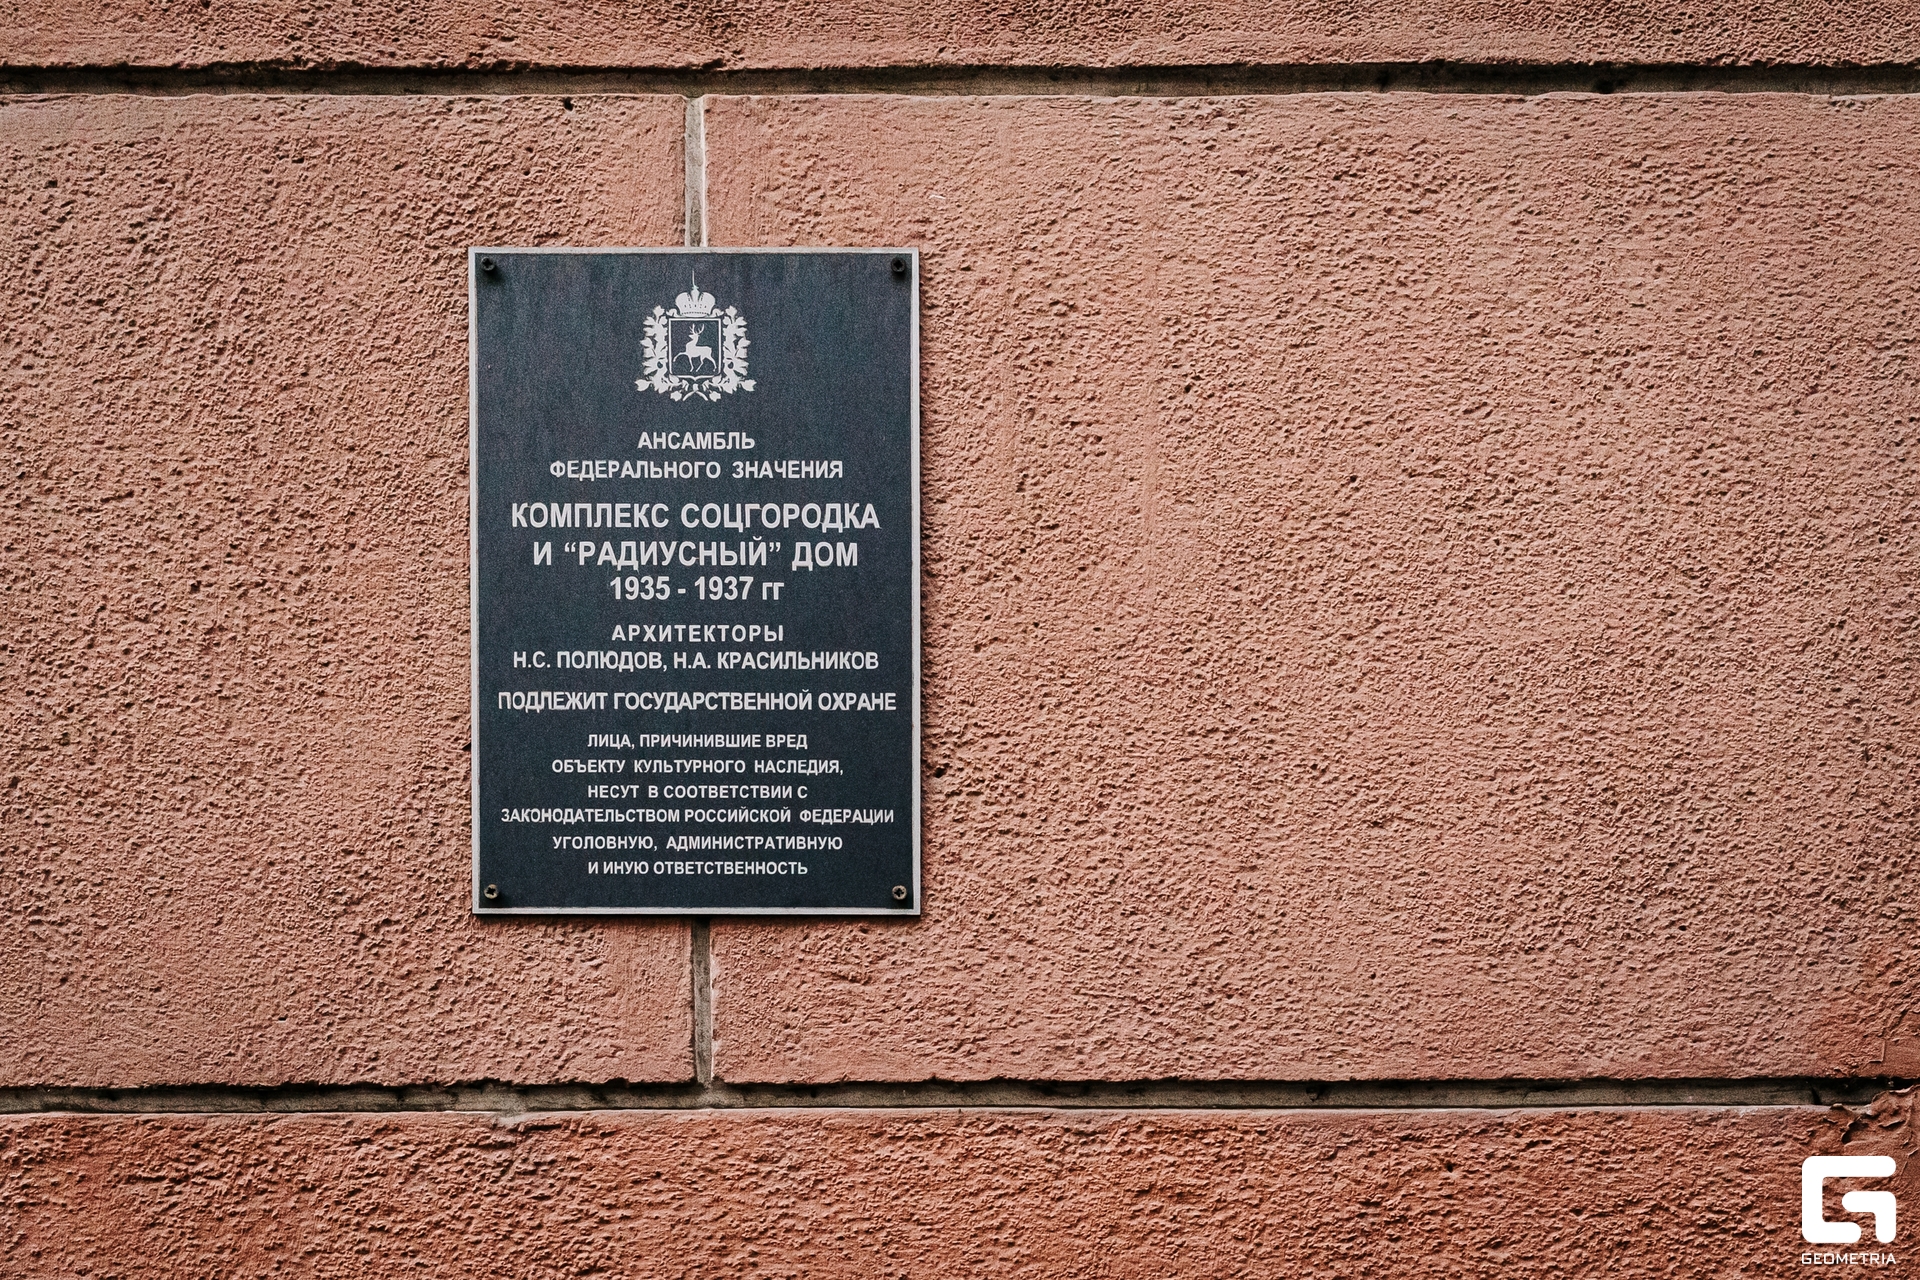 АНСАМБЛЬ
ФЕДЕРАЛЬНОГО ЗНАЧЕНИЯ
КОМПЛЕКС СОЦГОРОДКА
И “РАДИУСНЫЙ” ДОМ
1935 - 1937 гг
АРХИТЕКТОРЫ
Н.С. ПОЛЮДОВ, Н.А. КРАСИЛЬНИКОВ
ПОДЛЕЖИТ ГОСУДАРСТВЕННОЙ ОХРАНЕ
ЛИЦА, ПРИЧИНИВШИЕ ВРЕД
ОБЪЕКТУ КУЛЬТУРНОГО НАСЛЕДИЯ,
НЕСУТ В СООТВЕТСТВИИ С
ЗАКОНОДАТЕЛЬСТВОМ РОССИЙСКОЙ ФЕДЕРАЦИИ
УГОЛОВНУЮ, АДМИНИСТРАТИВНУЮ
И ИНУЮ ОТВЕТСТВЕННОСТЬ
GEOMETRIA